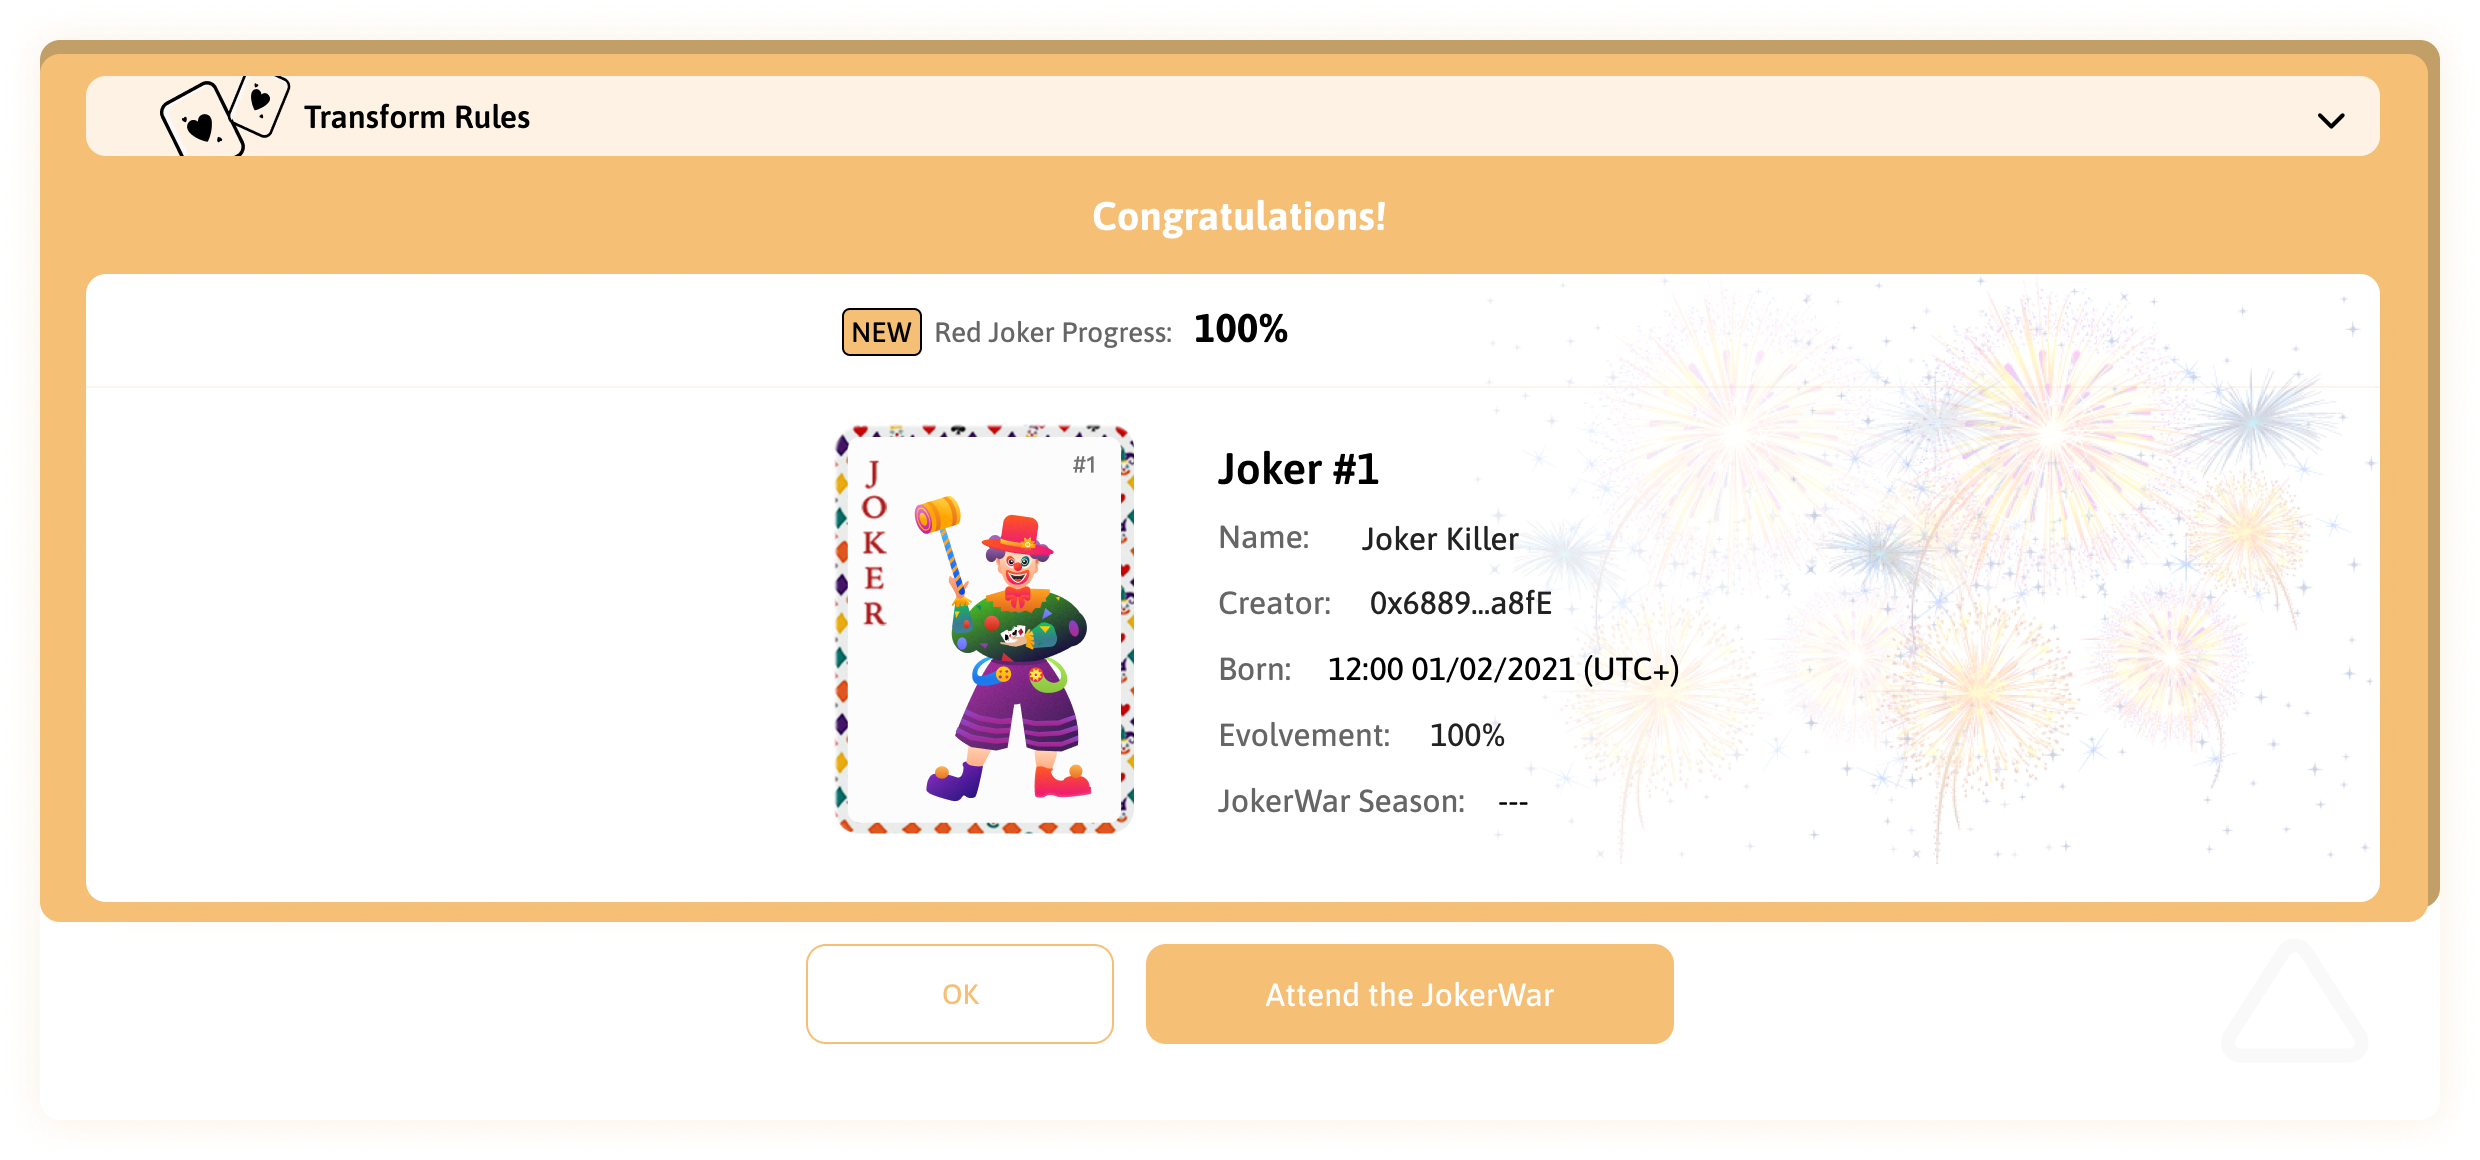 Transform Rules
Congratulations!
NEW Red Joker Progress: 100%
JOKER
#1
Joker #1
Name: Joker Killer
Creator: 0x6889...a8fE
Born: 12:00 01/02/2021 (UTC+)
Evolvement: 100%
JokerWar Season: ---
OK
Attend the JokerWar